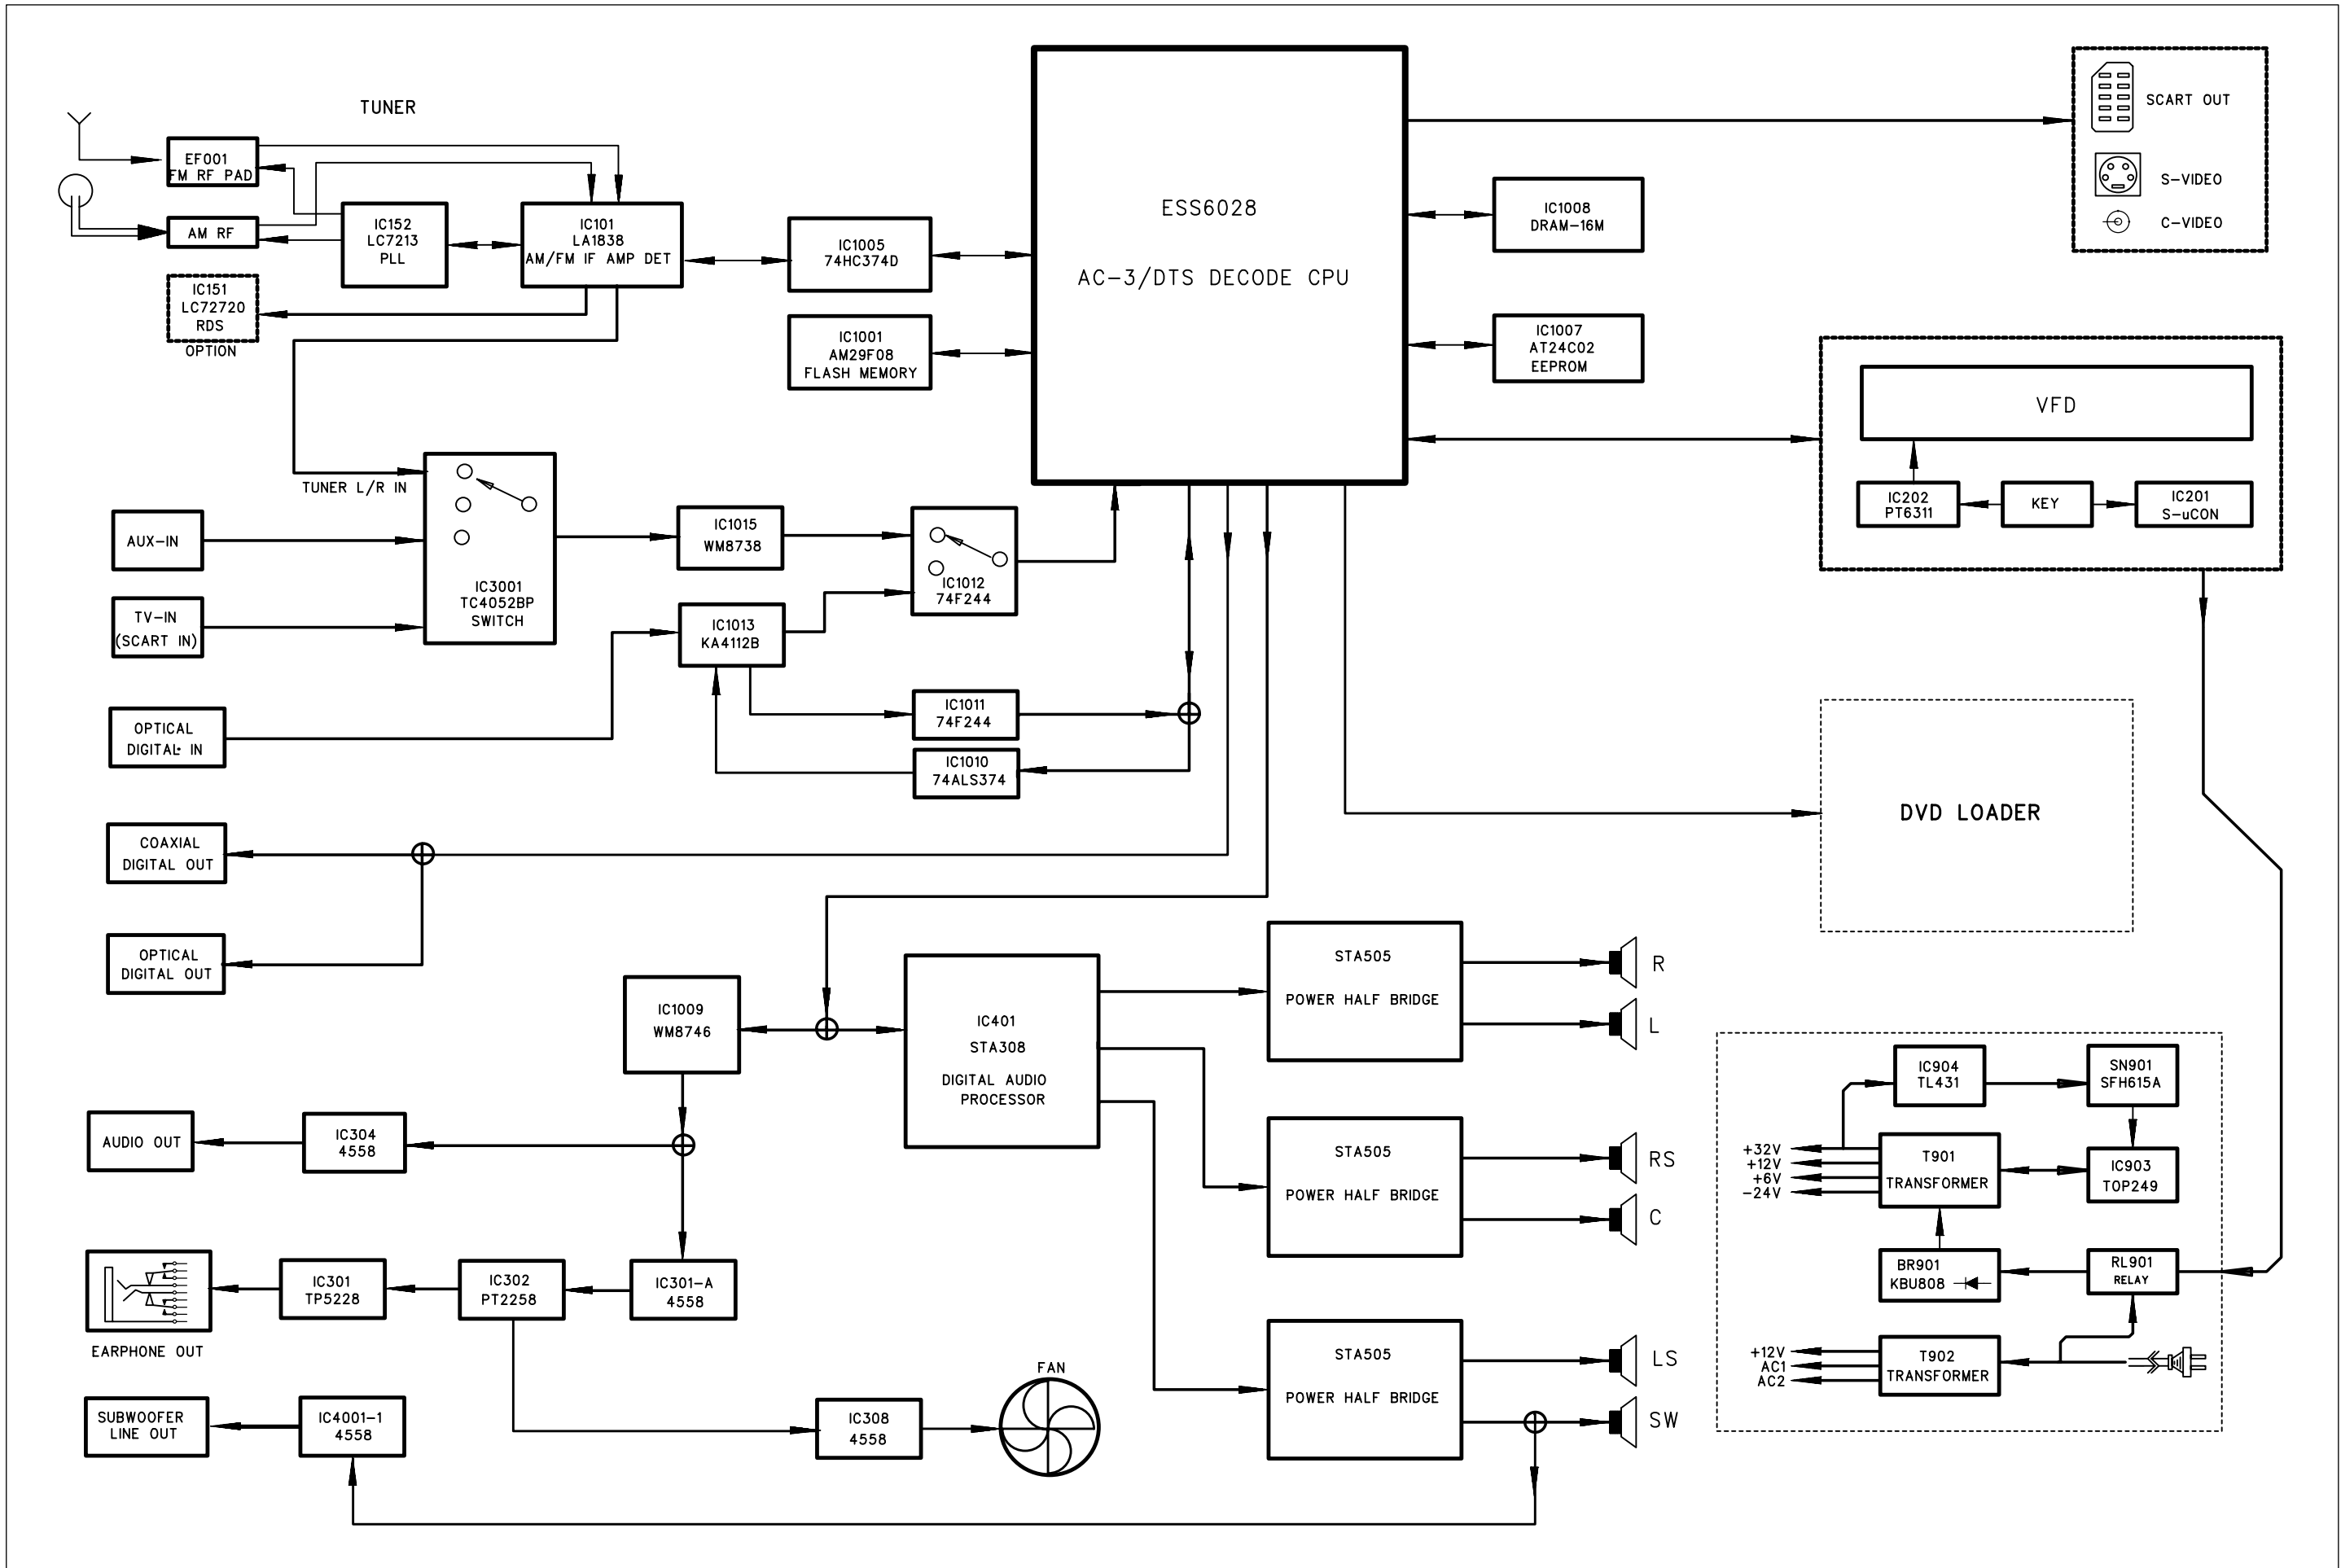 TUNER
EF001
FM RF PAD
AM RF
IC152
LC7213
PLL
IC101
LA1838
AM/FM IF AMP DET
IC151
LC72720
RDS
OPTION
IC1005
74HC374D
IC1001
AM29F08
FLASH MEMORY
ESS6028
AC-3/DTS DECODE CPU
IC1008
DRAM-16M
IC1007
AT24C02
EEPROM
SCART OUT
S-VIDEO
C-VIDEO
VFD
IC202
PT6311
KEY
IC201
S-uCON
TUNER L/R IN
AUX-IN
TV-IN
(SCART IN)
IC3001
TC4052BP
SWITCH
IC1015
WM8738
IC1012
74F244
IC1013
KA4112B
IC1011
74F244
IC1010
74ALS374
OPTICAL
DIGITAL IN
COAXIAL
DIGITAL OUT
OPTICAL
DIGITAL OUT
DVD LOADER
IC1009
WM8746
IC401
STA308
DIGITAL AUDIO
PROCESSOR
STA505
POWER HALF BRIDGE
R
L
STA505
POWER HALF BRIDGE
RS
C
STA505
POWER HALF BRIDGE
LS
SW
AUDIO OUT
IC304
4558
EARPHONE OUT
IC301
TP5228
IC302
PT2258
IC301-A
4558
SUBWOOFER
LINE OUT
IC4001-1
4558
IC308
4558
FAN
IC904
TL431
SN901
SFH615A
+32V
+12V
+6V
-24V
T901
TRANSFORMER
IC903
TOP249
BR901
KBU808
RL901
RELAY
+12V
AC1
AC2
T902
TRANSFORMER